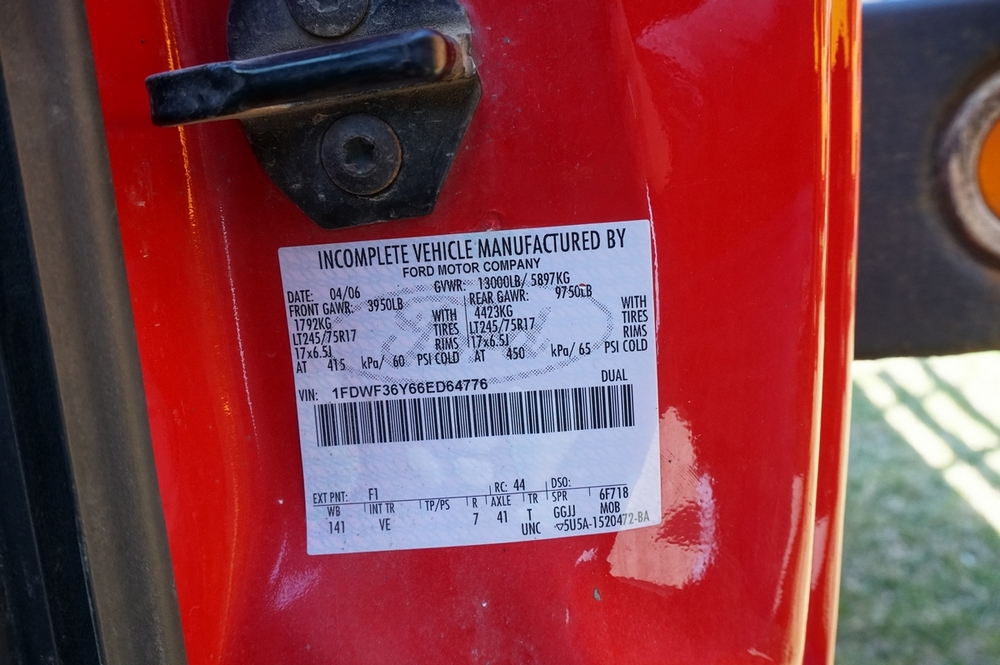 INCOMPLETE VEHICLE MANUFACTURED BY
FORD MOTOR COMPANY
DATE: 04/06 GVWR: 13000LB/ 5897KG
FRONT GAWR: 3950LB REAR GAWR: 9750LB
1792KG WITH 4423KG WITH
LT245/75R17 TIRES LT245/75R17 TIRES
17x6.5J RIMS 17x6.5J RIMS
AT 415 kPa/ 60 PSI COLD AT 450 kPa/ 65 PSI COLD
VIN: 1FDWF36Y66ED64776 DUAL
EXT PNT: F1 RC: 44 DSO:
WB INT TR TP/PS R AXLE TR SPR 6F718
141 VE 7 41 T GGJJ MOB
UNC 5U5A-1520472-BA